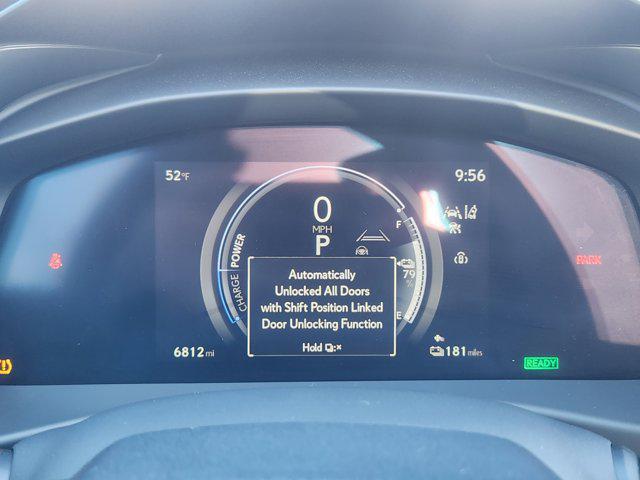 52°F
9:56
0
MPH
P
F
POWER
CHARGE
79
%
E
Automatically
Unlocked All Doors
with Shift Position Linked
Door Unlocking Function
Hold
6812 mi
181 miles
PARK
READY